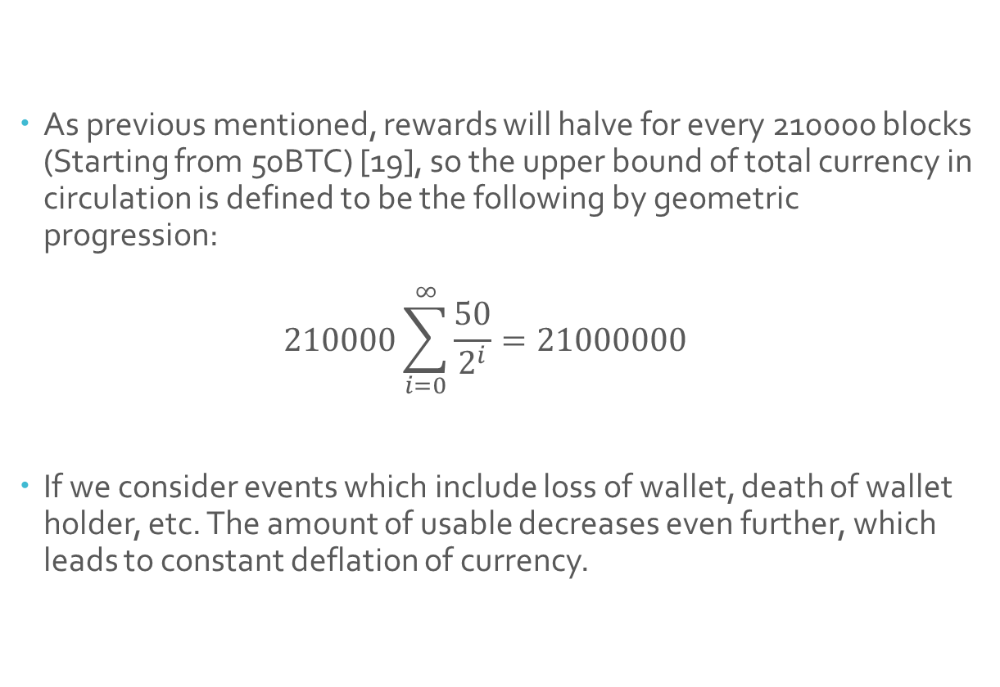 • As previous mentioned, rewards will halve for every 210000 blocks
(Starting from 50BTC) [19], so the upper bound of total currency in
circulation is defined to be the following by geometric
progression:
210000 ∑_{i=0}^{∞} 50/2^i = 21000000
• If we consider events which include loss of wallet, death of wallet
holder, etc. The amount of usable decreases even further, which
leads to constant deflation of currency.